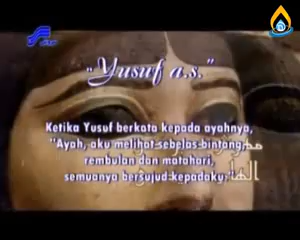 "Yusuf a.s."
Ketika Yusuf berkata kepada ayahnya,
"Ayah, aku melihat sebelas bintang,
rembulan dan matahari,
semuanya bersujud kepadaku."